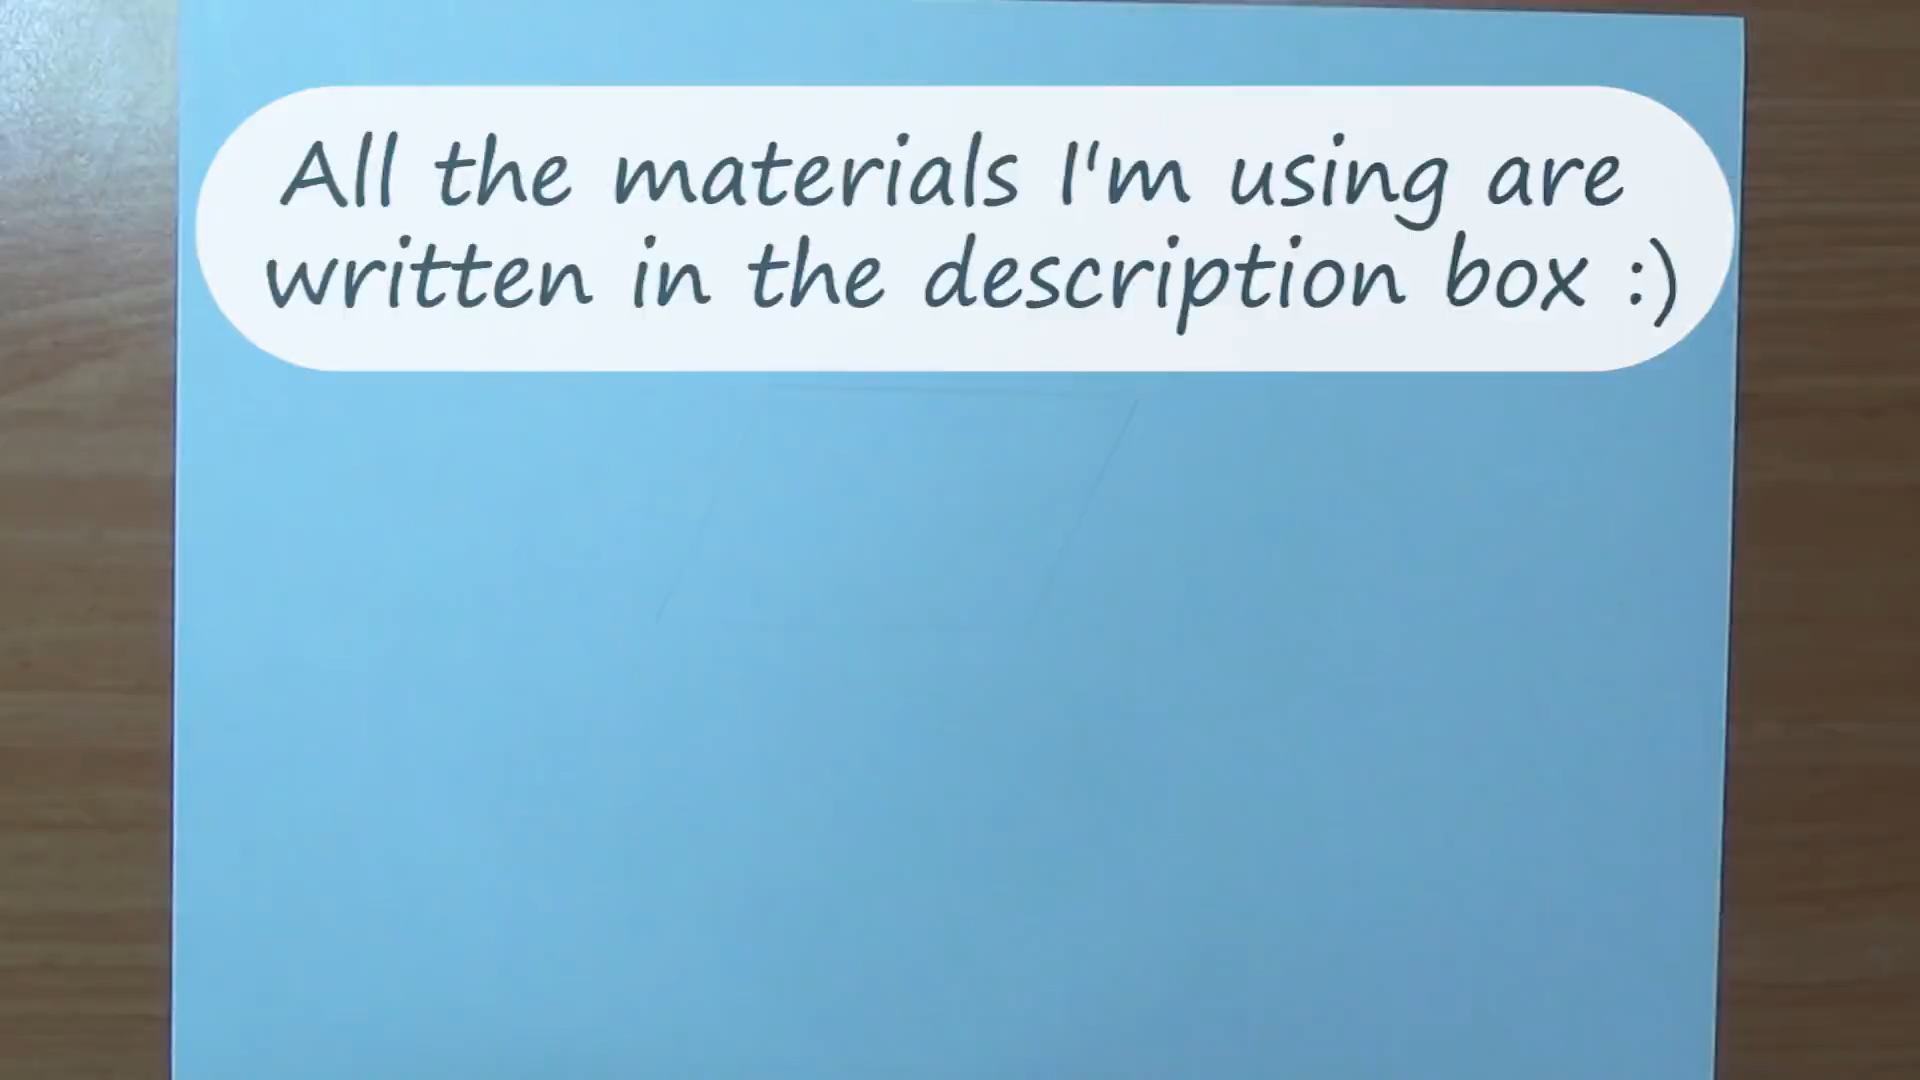 All the materials I'm using are
written in the description box :)